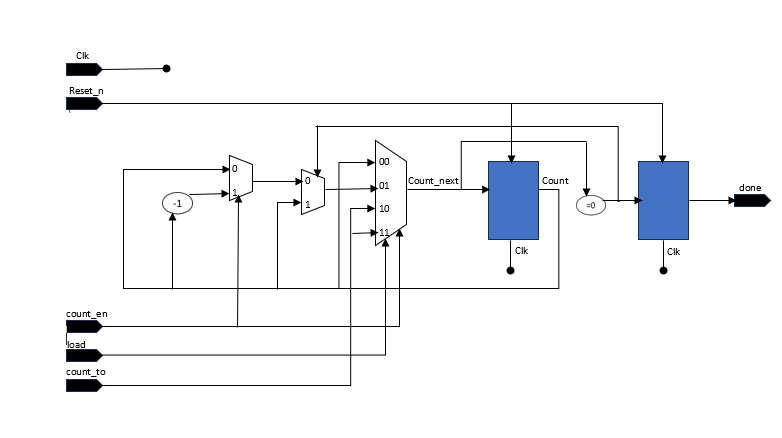 Clk
Reset_n
0
1
-1
0
1
00
01
10
11
Count_next
Count
Clk
=0
Clk
done
count_en
load
count_to